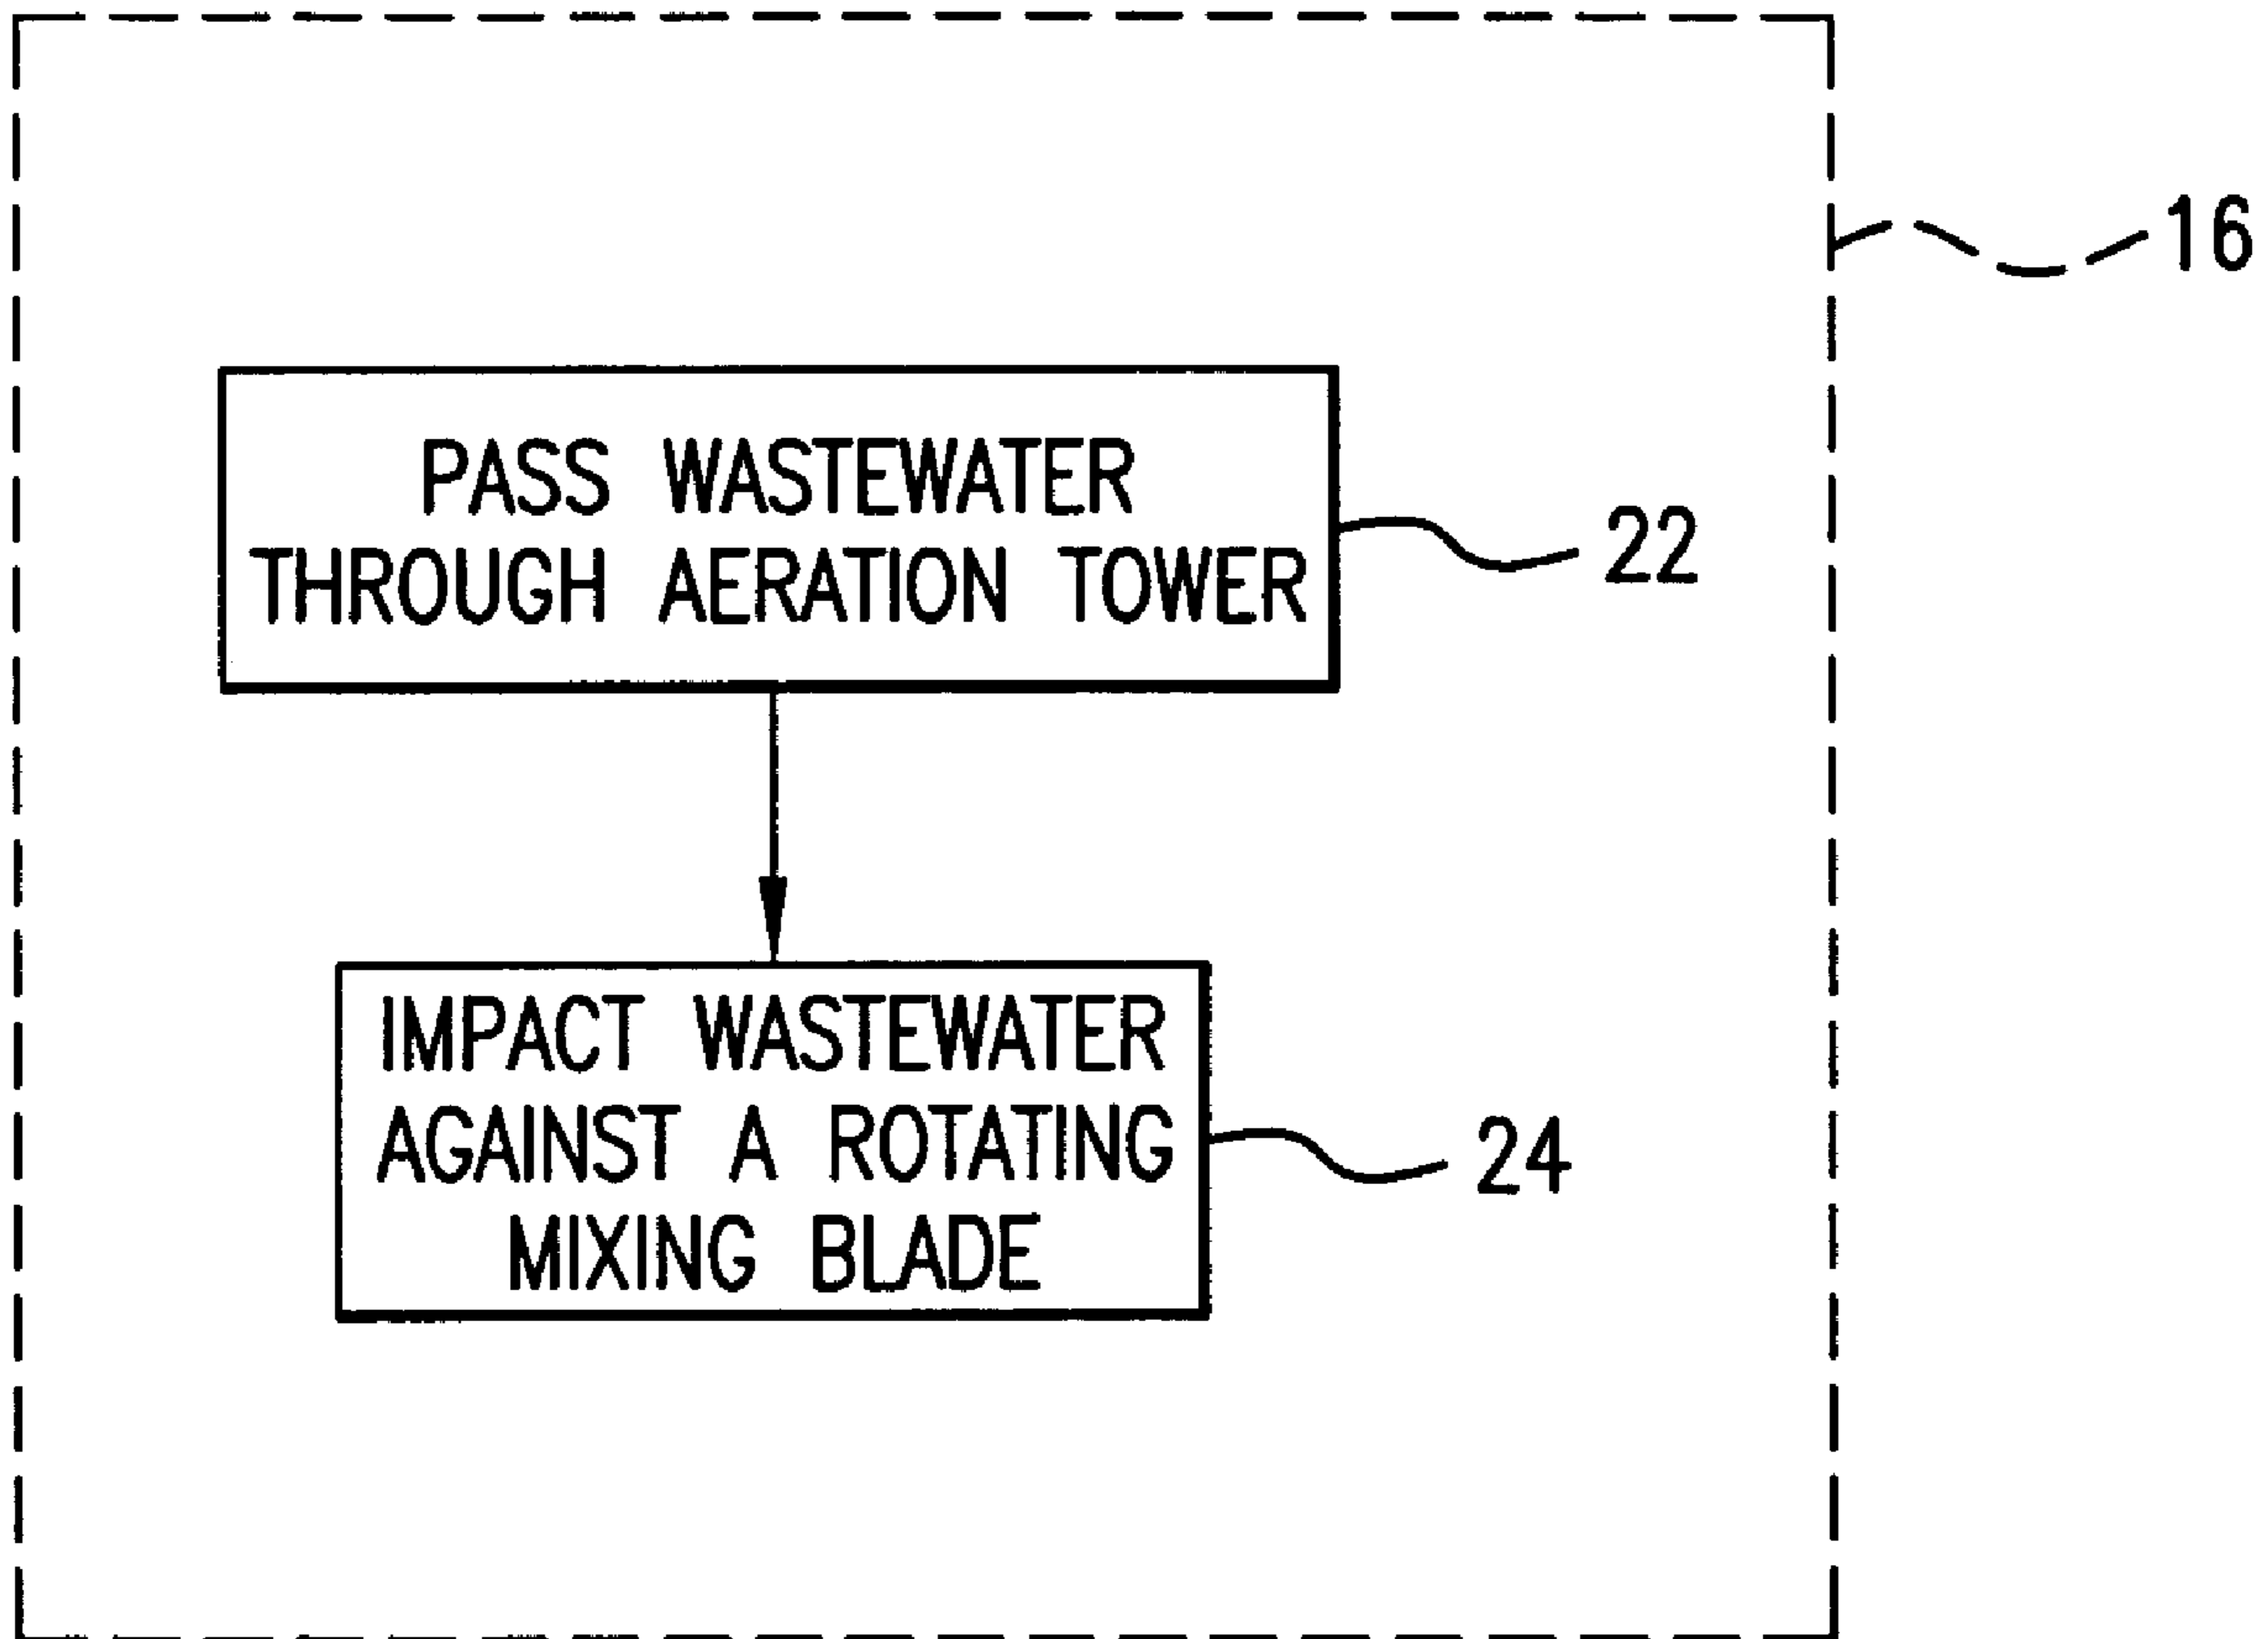 16
PASS WASTEWATER
THROUGH AERATION TOWER
22
IMPACT WASTEWATER
AGAINST A ROTATING
MIXING BLADE
24